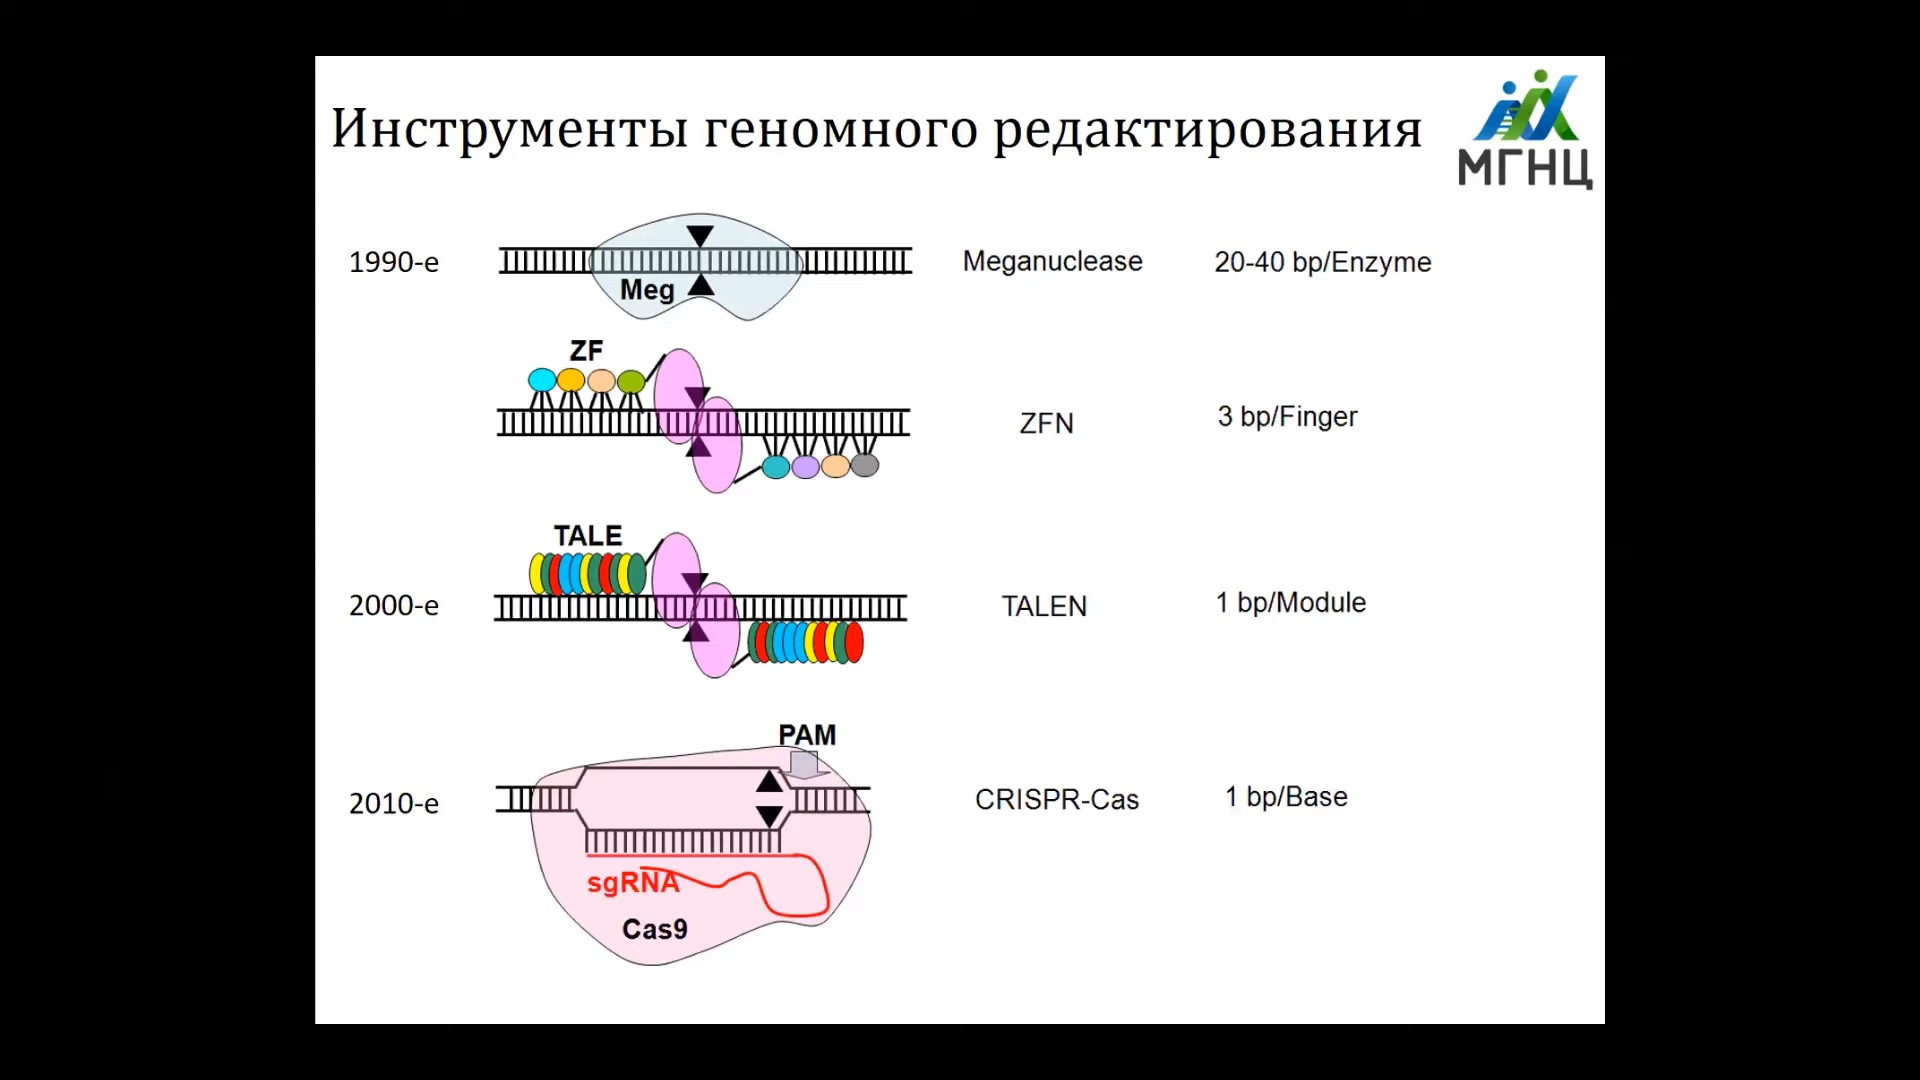 Инструменты геномного редактирования
МГНЦ
1990-е
Meg
Meganuclease
20-40 bp/Enzyme
ZF
ZFN
3 bp/Finger
TALE
2000-е
TALEN
1 bp/Module
PAM
2010-е
CRISPR-Cas
1 bp/Base
sgRNA
Cas9